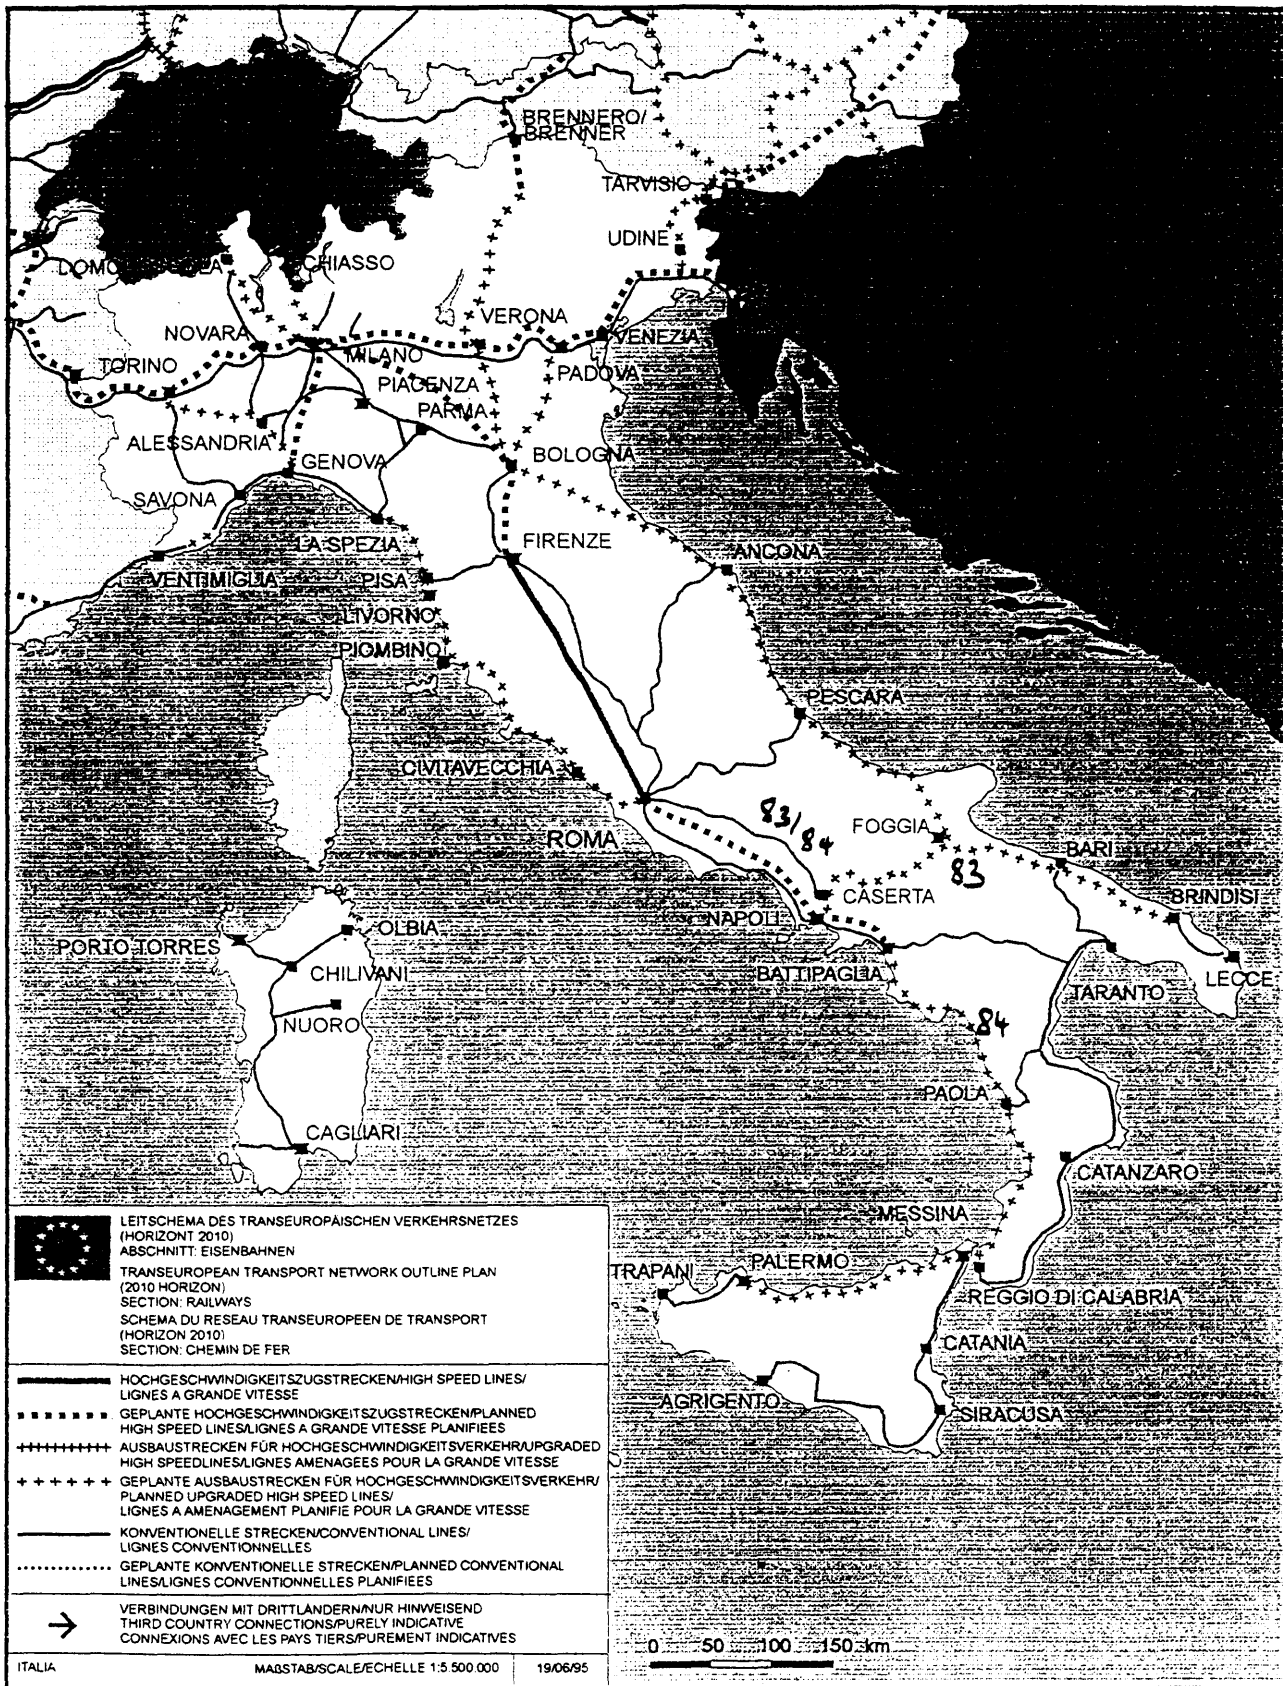 BRENNERO/
BRENNER
TARVISIO
UDINE
CHIASSO
NOVARA
VERONA
VENEZIA
TORINO
MILANO
PADOVA
PIACENZA
PARMA
ALESSANDRIA
GENOVA
BOLOGNA
SAVONA
LA SPEZIA
FIRENZE
ANCONA
VENTIMIGLIA
PISA
LIVORNO
PIOMBINO
PESCARA
CIVITAVECCHIA
ROMA
83/
84
FOGGIA
83
BARI
CASERTA
NAPOLI
BRINDISI
PORTO TORRES
OLBIA
BATTIPAGLIA
CHILIVANI
TARANTO
LECCE
NUORO
84
PAOLA
CAGLIARI
CATANZARO
MESSINA
TRAPANI
PALERMO
REGGIO DI CALABRIA
CATANIA
AGRIGENTO
SIRACUSA
LEITSCHEMA DES TRANSEUROPÄISCHEN VERKEHRSNETZES
(HORIZONT 2010)
ABSCHNITT: EISENBAHNEN
TRANSEUROPEAN TRANSPORT NETWORK OUTLINE PLAN
(2010 HORIZON)
SECTION: RAILWAYS
SCHEMA DU RESEAU TRANSEUROPEEN DE TRANSPORT
(HORIZON 2010)
SECTION: CHEMIN DE FER
HOCHGESCHWINDIGKEITSZUGSTRECKEN/HIGH SPEED LINES/
LIGNES A GRANDE VITESSE
GEPLANTE HOCHGESCHWINDIGKEITSZUGSTRECKEN/PLANNED
HIGH SPEED LINES/LIGNES A GRANDE VITESSE PLANIFIEES
AUSBAUSTRECKEN FÜR HOCHGESCHWINDIGKEITSVERKEHR/UPGRADED
HIGH SPEEDLINES/LIGNES AMENAGEES POUR LA GRANDE VITESSE
GEPLANTE AUSBAUSTRECKEN FÜR HOCHGESCHWINDIGKEITSVERKEHR/
PLANNED UPGRADED HIGH SPEED LINES/
LIGNES A AMENAGEMENT PLANIFIE POUR LA GRANDE VITESSE
KONVENTIONELLE STRECKEN/CONVENTIONAL LINES/
LIGNES CONVENTIONNELLES
GEPLANTE KONVENTIONELLE STRECKEN/PLANNED CONVENTIONAL
LINES/LIGNES CONVENTIONNELLES PLANIFIEES
VERBINDUNGEN MIT DRITTLÄNDERN/NUR HINWEISEND
THIRD COUNTRY CONNECTIONS/PURELY INDICATIVE
CONNEXIONS AVEC LES PAYS TIERS/PUREMENT INDICATIVES
0 50 100 150 km
ITALIA MAßSTAB/SCALE/ECHELLE 1:5.500.000 19/06/95